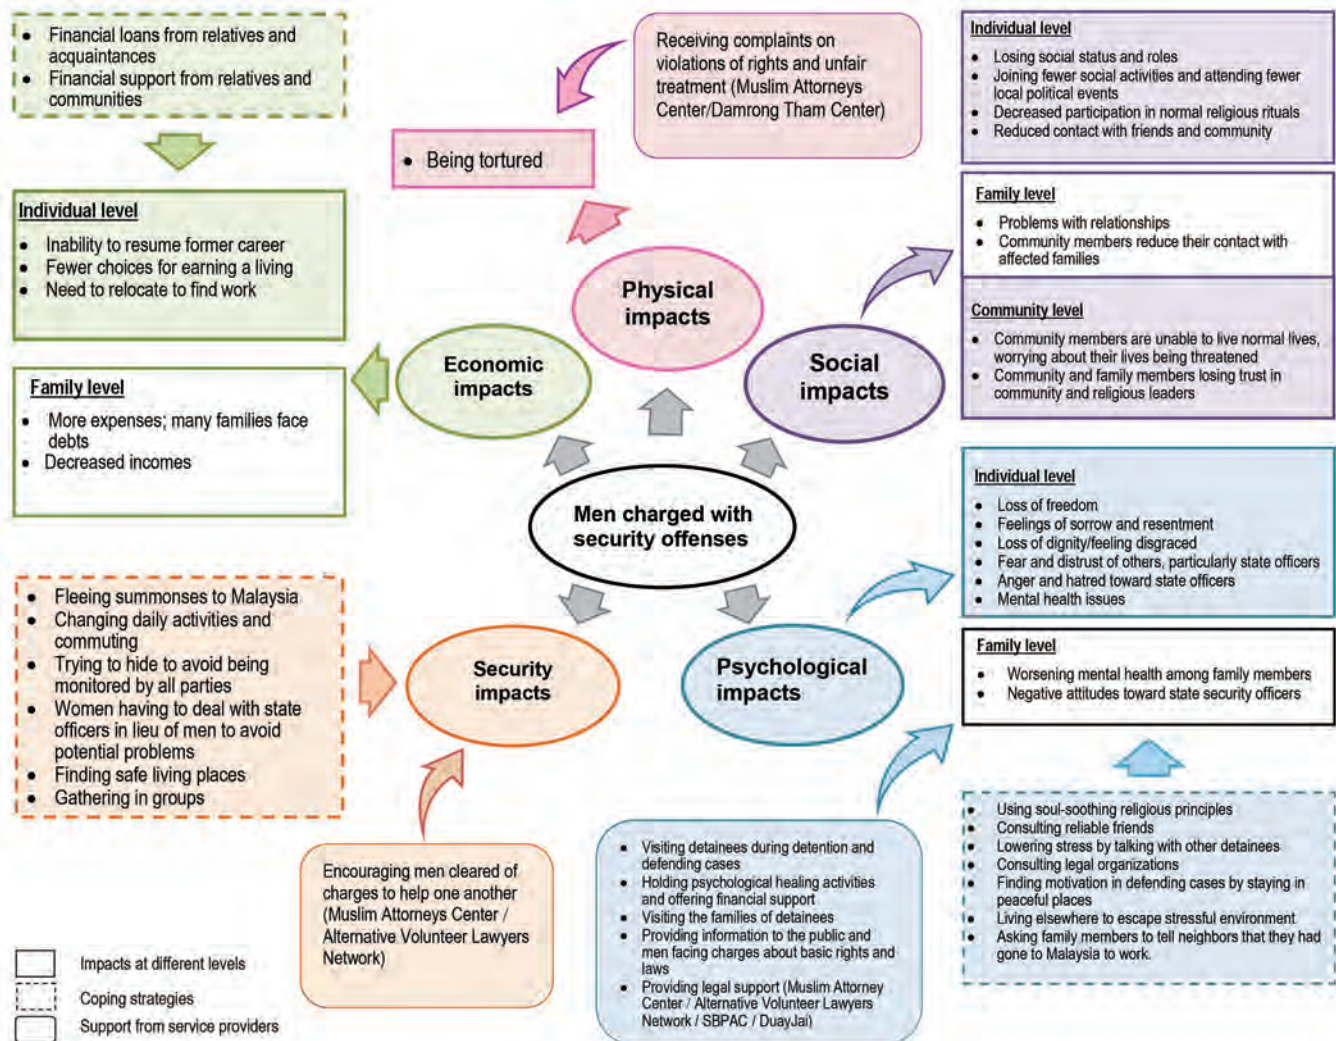 • Financial loans from relatives and
acquaintances
• Financial support from relatives and
communities
Individual level
• Inability to resume former career
• Fewer choices for earning a living
• Need to relocate to find work
Family level
• More expenses; many families face
debts
• Decreased incomes
Receiving complaints on
violations of rights and unfair
treatment (Muslim Attorneys
Center/Damrong Tham Center)
• Being tortured
Physical
impacts
Economic
impacts
Social
impacts
Men charged with
security offenses
Security
impacts
Psychological
impacts
Individual level
• Losing social status and roles
• Joining fewer social activities and attending fewer
local political events
• Decreased participation in normal religious rituals
• Reduced contact with friends and community
Family level
• Problems with relationships
• Community members reduce their contact with
affected families
Community level
• Community members are unable to live normal lives,
worrying about their lives being threatened
• Community and family members losing trust in
community and religious leaders
Individual level
• Loss of freedom
• Feelings of sorrow and resentment
• Loss of dignity/feeling disgraced
• Fear and distrust of others, particularly state officers
• Anger and hatred toward state officers
• Mental health issues
Family level
• Worsening mental health among family members
• Negative attitudes toward state security officers
• Using soul-soothing religious principles
• Consulting reliable friends
• Lowering stress by talking with other detainees
• Consulting legal organizations
• Finding motivation in defending cases by staying in
peaceful places
• Living elsewhere to escape stressful environment
• Asking family members to tell neighbors that they had
gone to Malaysia to work.
• Fleeing summonses to Malaysia
• Changing daily activities and
commuting
• Trying to hide to avoid being
monitored by all parties
• Women having to deal with state
officers in lieu of men to avoid
potential problems
• Finding safe living places
• Gathering in groups
Encouraging men cleared of
charges to help one another
(Muslim Attorneys Center /
Alternative Volunteer Lawyers
Network)
• Visiting detainees during detention and
defending cases
• Holding psychological healing activities
and offering financial support
• Visiting the families of detainees
• Providing information to the public and
men facing charges about basic rights and
laws
• Providing legal support (Muslim Attorney
Center / Alternative Volunteer Lawyers
Network / SBPAC / DuayJai)
Impacts at different levels
Coping strategies
Support from service providers